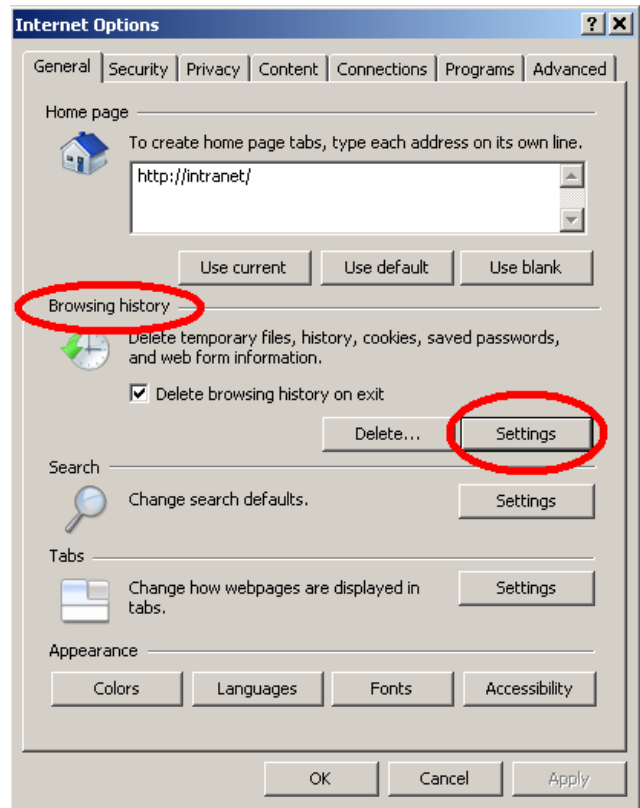 Internet Options
General Security Privacy Content Connections Programs Advanced
Home page
To create home page tabs, type each address on its own line.
http://intranet/
Use current Use default Use blank
Browsing history
Delete temporary files, history, cookies, saved passwords,
and web form information.
Delete browsing history on exit
Delete... Settings
Search
Change search defaults. Settings
Tabs
Change how webpages are displayed in Settings
tabs.
Appearance
Colors Languages Fonts Accessibility
OK Cancel Apply